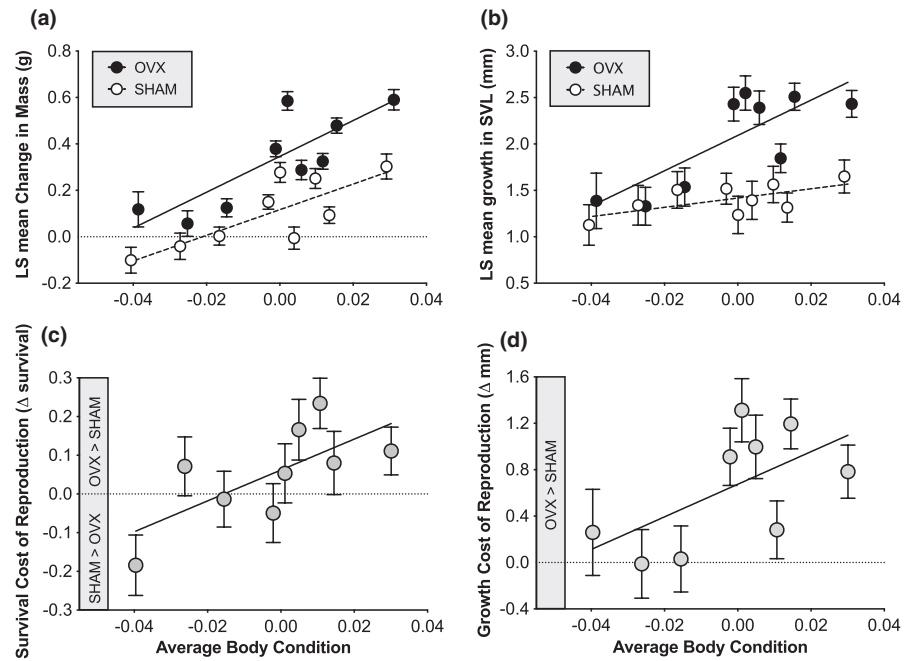 (a)
LS mean Change in Mass (g)
0.8
0.6
0.4
0.2
0.0
-0.2
OVX
SHAM
-0.04
-0.02
0.00
0.02
0.04
(b)
LS mean growth in SVL (mm)
3.0
2.5
2.0
1.5
1.0
0.5
OVX
SHAM
-0.04
-0.02
0.00
0.02
0.04
(c)
Survival Cost of Reproduction (Δ survival)
0.3
0.2
0.1
0.0
-0.1
-0.2
-0.3
OVX > SHAM
SHAM > OVX
-0.04
-0.02
0.00
0.02
0.04
Average Body Condition
(d)
Growth Cost of Reproduction (Δ mm)
1.6
1.2
0.8
0.4
0.0
-0.4
OVX > SHAM
-0.04
-0.02
0.00
0.02
0.04
Average Body Condition